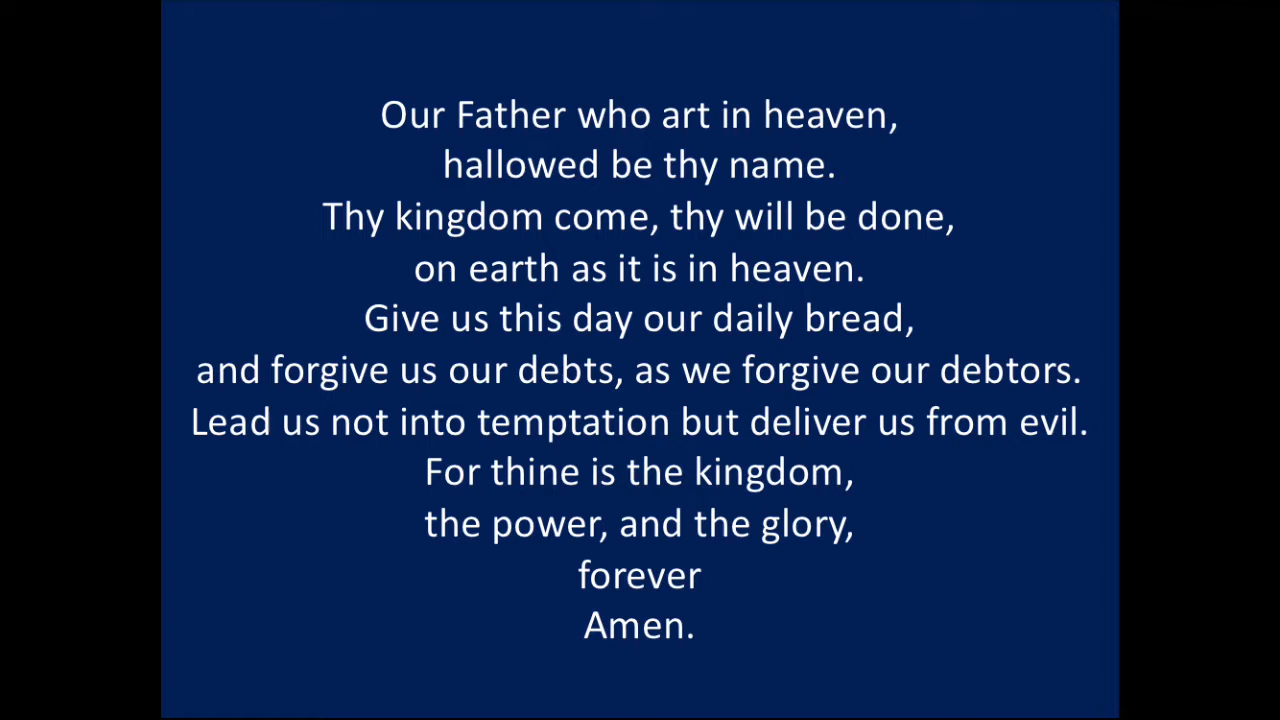 Our Father who art in heaven,
hallowed be thy name.
Thy kingdom come, thy will be done,
on earth as it is in heaven.
Give us this day our daily bread,
and forgive us our debts, as we forgive our debtors.
Lead us not into temptation but deliver us from evil.
For thine is the kingdom,
the power, and the glory,
forever
Amen.